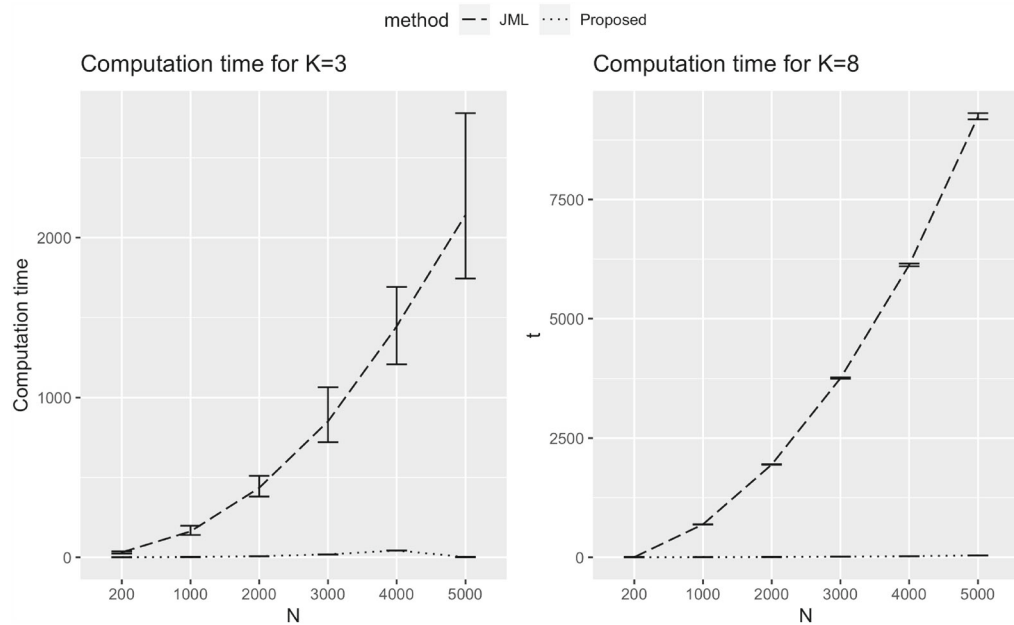 method JML Proposed
Computation time for K=3
Computation time
2000
1000
0
200 1000 2000 3000 4000 5000
N
Computation time for K=8
t
7500
5000
2500
0
200 1000 2000 3000 4000 5000
N